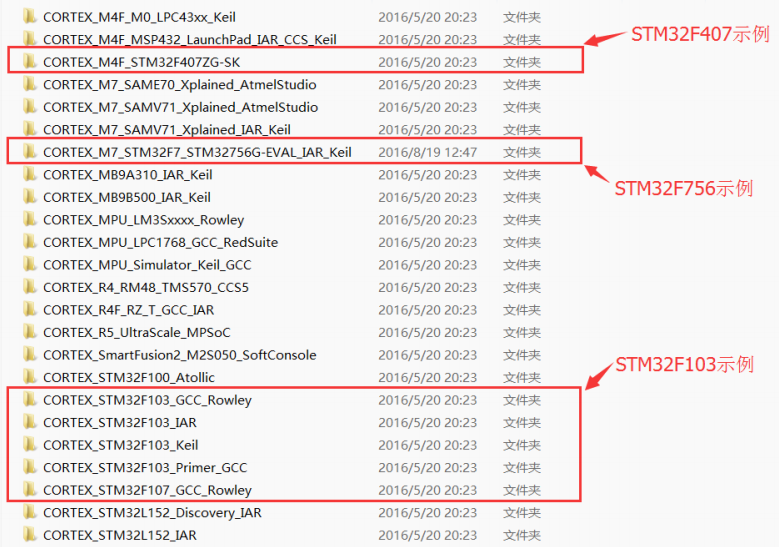 CORTEX_M4F_M0_LPC43xx_Keil 2016/5/20 20:23 文件夹
CORTEX_M4F_MSP432_LaunchPad_IAR_CCS_Keil 2016/5/20 20:23 文件夹
STM32F407示例
CORTEX_M4F_STM32F407ZG-SK 2016/5/20 20:23 文件夹
CORTEX_M7_SAME70_Xplained_AtmelStudio 2016/5/20 20:23 文件夹
CORTEX_M7_SAMV71_Xplained_AtmelStudio 2016/5/20 20:23 文件夹
CORTEX_M7_SAMV71_Xplained_IAR_Keil 2016/5/20 20:23 文件夹
CORTEX_M7_STM32F7_STM32756G-EVAL_IAR_Keil 2016/8/19 12:47 文件夹
CORTEX_MB9A310_IAR_Keil 2016/5/20 20:23 文件夹
STM32F756示例
CORTEX_MB9B500_IAR_Keil 2016/5/20 20:23 文件夹
CORTEX_MPU_LM3Sxxxx_Rowley 2016/5/20 20:23 文件夹
CORTEX_MPU_LPC1768_GCC_RedSuite 2016/5/20 20:23 文件夹
CORTEX_MPU_Simulator_Keil_GCC 2016/5/20 20:23 文件夹
CORTEX_R4_RM48_TMS570_CCS5 2016/5/20 20:23 文件夹
CORTEX_R4F_RZ_T_GCC_IAR 2016/5/20 20:23 文件夹
CORTEX_R5_UltraScale_MPSoC 2016/5/20 20:23 文件夹
CORTEX_SmartFusion2_M2S050_SoftConsole 2016/5/20 20:23 文件夹
STM32F103示例
CORTEX_STM32F100_Atollic 2016/5/20 20:23 文件夹
CORTEX_STM32F103_GCC_Rowley 2016/5/20 20:23 文件夹
CORTEX_STM32F103_IAR 2016/5/20 20:23 文件夹
CORTEX_STM32F103_Keil 2016/5/20 20:23 文件夹
CORTEX_STM32F103_Primer_GCC 2016/5/20 20:23 文件夹
CORTEX_STM32F107_GCC_Rowley 2016/5/20 20:23 文件夹
CORTEX_STM32L152_Discovery_IAR 2016/5/20 20:23 文件夹
CORTEX_STM32L152_IAR 2016/5/20 20:23 文件夹